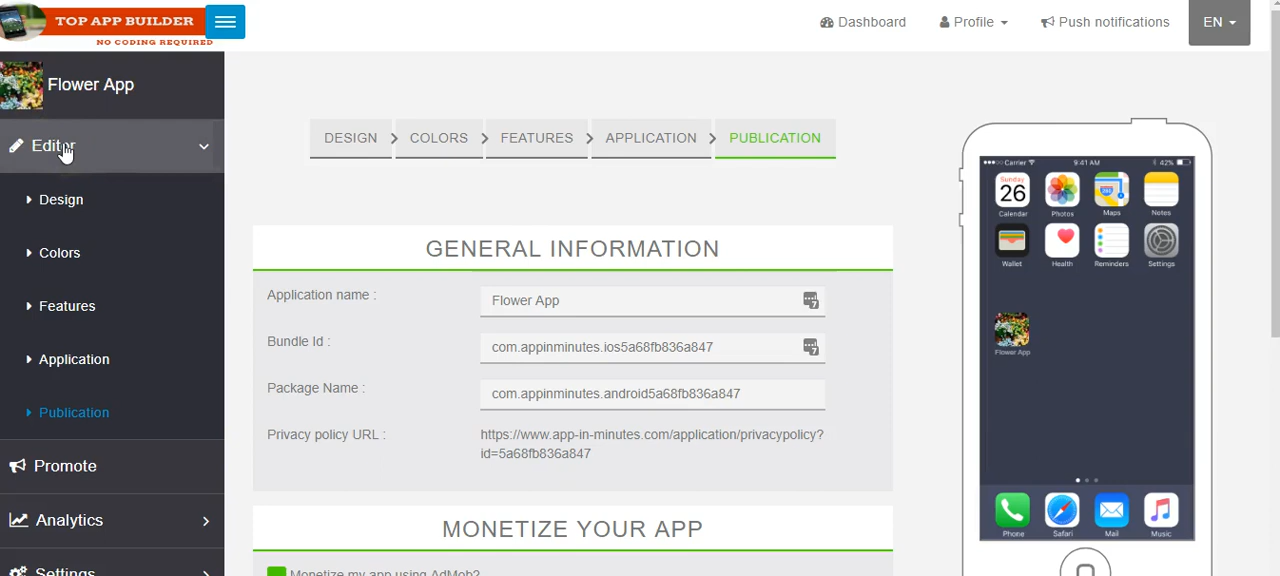 TOP APP BUILDER
NO CODING REQUIRED
Dashboard
Profile
Push notifications
EN
Flower App
Editor
Design
Colors
Features
Application
Publication
Promote
Analytics
Settings
DESIGN
COLORS
FEATURES
APPLICATION
PUBLICATION
GENERAL INFORMATION
Application name :
Flower App
7
Bundle Id :
com.appinminutes.ios5a68fb836a847
7
Package Name :
com.appinminutes.android5a68fb836a847
Privacy policy URL :
https://www.app-in-minutes.com/application/privacypolicy?
id=5a68fb836a847
MONETIZE YOUR APP
Monetize my app using AdMob?
Carrier 9:41 AM 42%
Sunday
26
Calendar Photos Maps Notes
Wallet Health Reminders Settings
Flower App
Phone Safari Mail Music